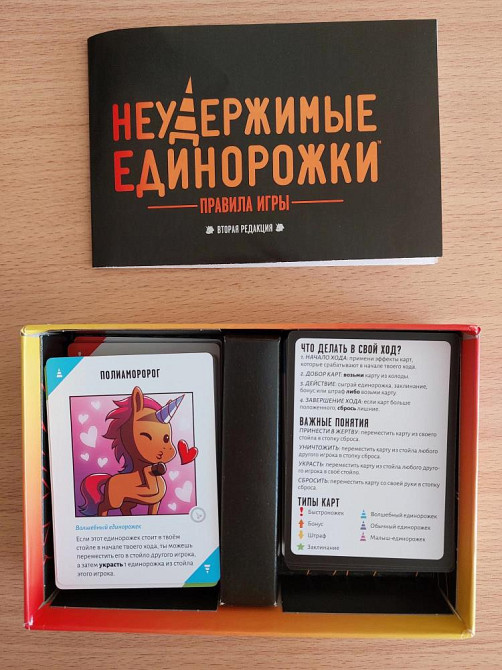 НЕУДЕРЖИМЫЕ
ЕДИНОРОЖКИ™
ПРАВИЛА ИГРЫ
ВТОРАЯ РЕДАКЦИЯ
ПОЛИАМОРОРОГ
Волшебный единорожек
Если этот единорожек стоит в твоём
стойле в начале твоего хода, ты можешь
переместить его в стойло другого игрока,
а затем украсть 1 единорожка из стойла
этого игрока.
ЧТО ДЕЛАТЬ В СВОЙ ХОД?
1. НАЧАЛО ХОДА: примени эффекты карт,
которые срабатывают в начале твоего хода.
2. ДОБОР КАРТ: возьми карту из колоды.
3. ДЕЙСТВИЕ: сыграй единорожка, заклинание,
бонус или штраф либо возьми карту.
4. ЗАВЕРШЕНИЕ ХОДА: если карт больше
положенного, сбрось лишние.
ВАЖНЫЕ ПОНЯТИЯ
ПРИНЕСТИ В ЖЕРТВУ: переместить карту из своего
стойла в стопку сброса.
УНИЧТОЖИТЬ: переместить карту из стойла любого
другого игрока в стопку сброса.
УКРАСТЬ: переместить карту из стойла любого друго-
го игрока в своё стойло.
СБРОСИТЬ: переместить карту со своей руки в стопку
сброса.
ТИПЫ КАРТ
Быстроножек
Волшебный единорожек
Бонус
Обычный единорожек
Штраф
Малыш-единорожек
Заклинание